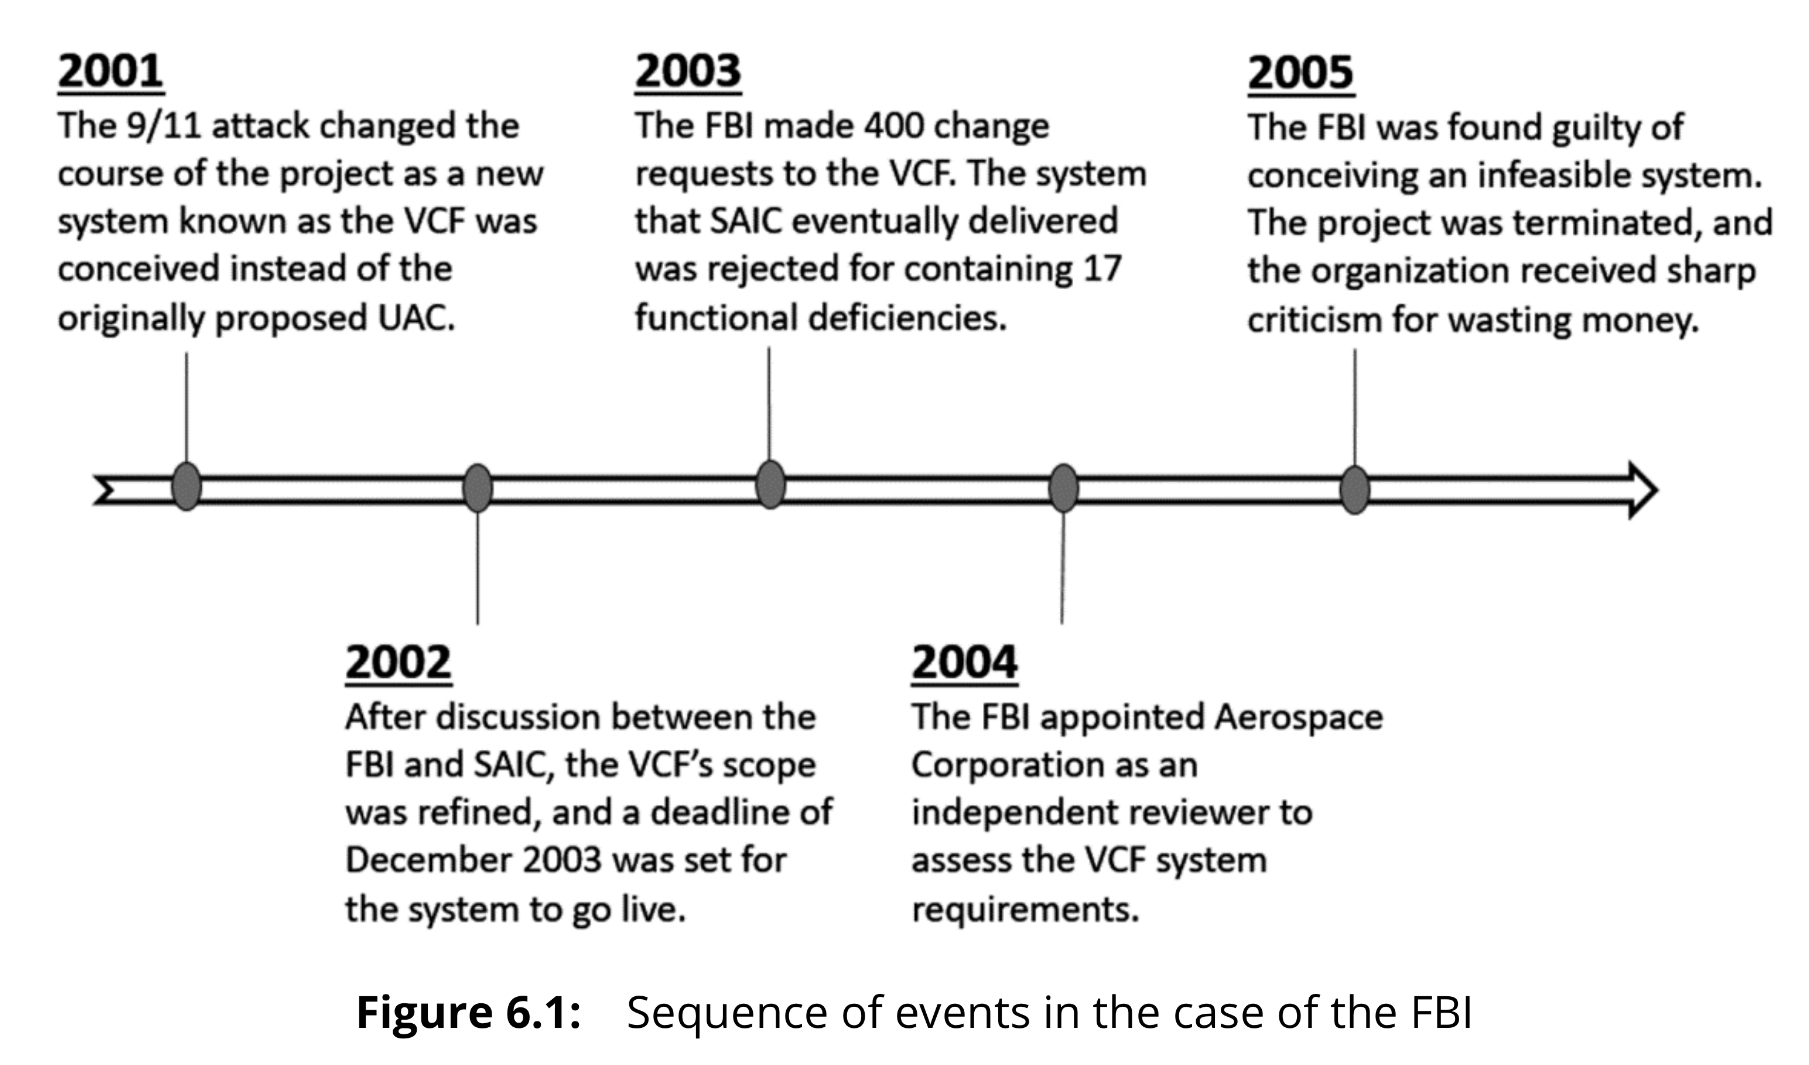 2001
The 9/11 attack changed the
course of the project as a new
system known as the VCF was
conceived instead of the
originally proposed UAC.
2003
The FBI made 400 change
requests to the VCF. The system
that SAIC eventually delivered
was rejected for containing 17
functional deficiencies.
2005
The FBI was found guilty of
conceiving an infeasible system.
The project was terminated, and
the organization received sharp
criticism for wasting money.
2002
After discussion between the
FBI and SAIC, the VCF’s scope
was refined, and a deadline of
December 2003 was set for
the system to go live.
2004
The FBI appointed Aerospace
Corporation as an
independent reviewer to
assess the VCF system
requirements.
Figure 6.1: Sequence of events in the case of the FBI